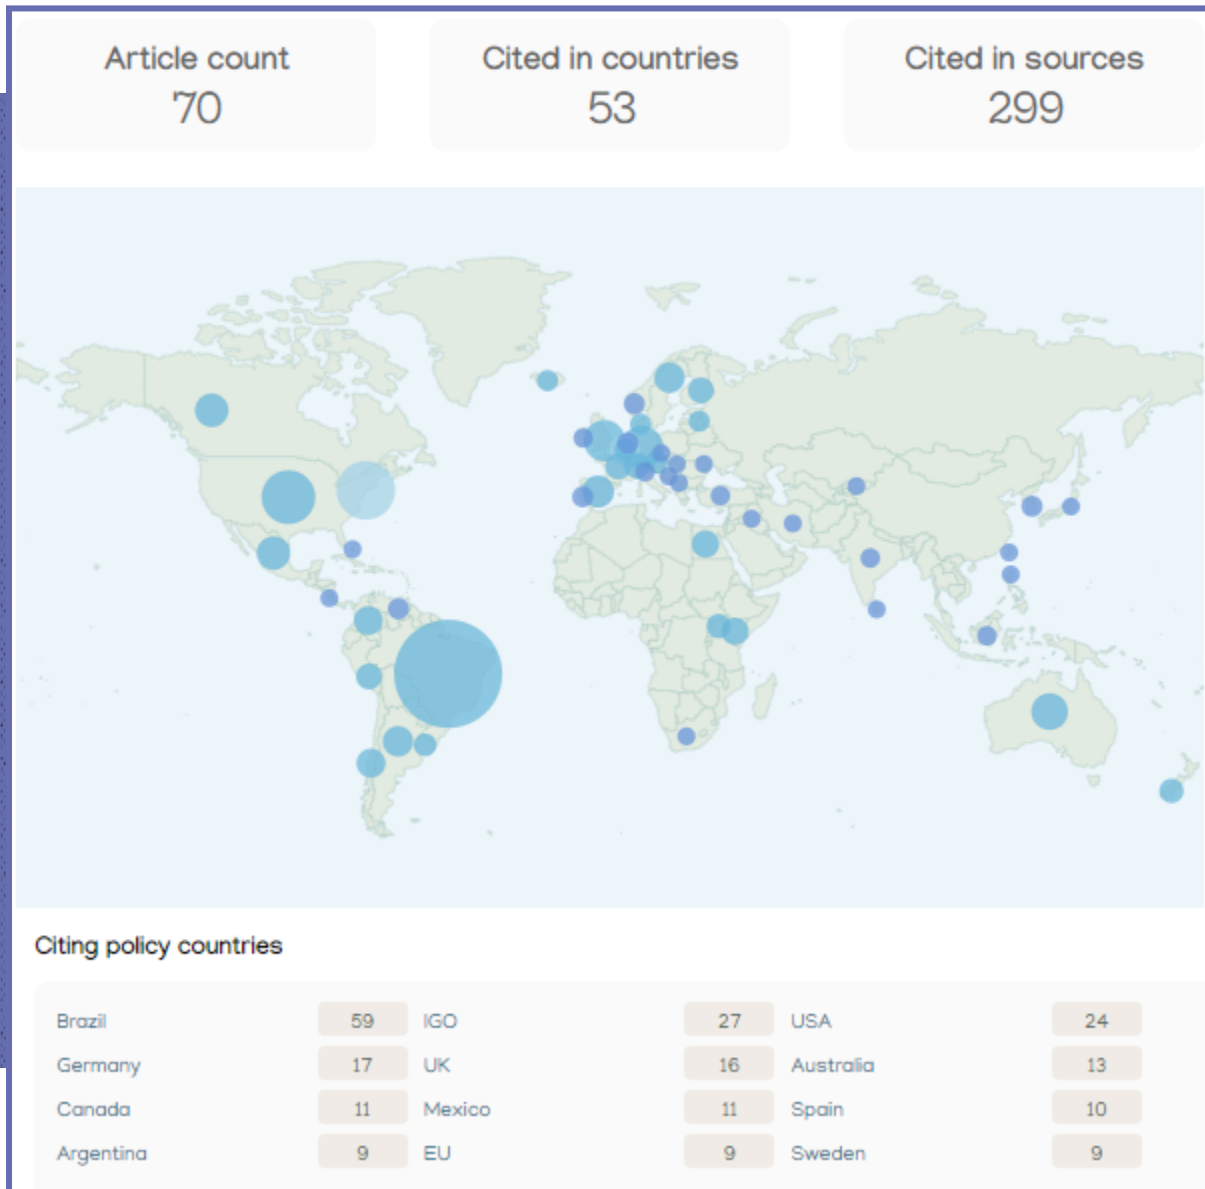 Article count
70
Cited in countries
53
Cited in sources
299
Citing policy countries
Brazil 59 IGO 27 USA 24
Germany 17 UK 16 Australia 13
Canada 11 Mexico 11 Spain 10
Argentina 9 EU 9 Sweden 9